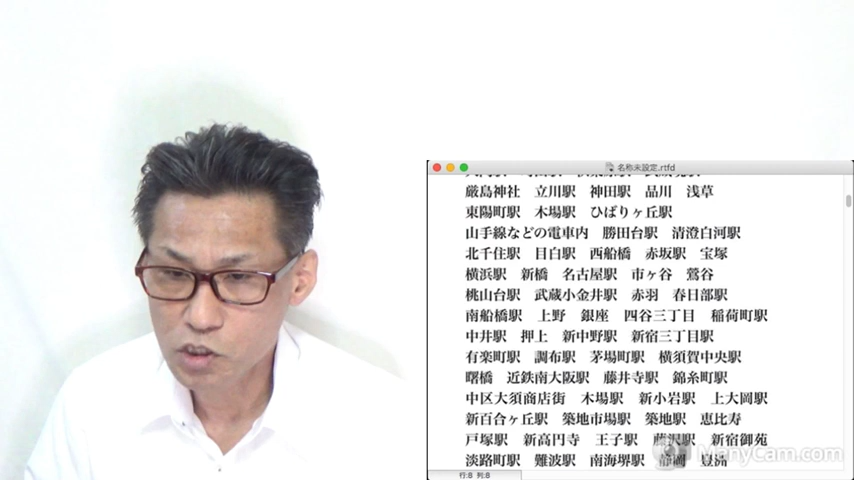 名称未設定.rtfd
厳島神社 立川駅 神田駅 品川 浅草
東陽町駅 木場駅 ひばりヶ丘駅
山手線などの電車内 勝田台駅 清澄白河駅
北千住駅 目白駅 西船橋 赤坂駅 宝塚
横浜駅 新橋 名古屋駅 市ヶ谷 鶯谷
桃山台駅 武蔵小金井駅 赤羽 春日部駅
南船橋駅 上野 銀座 四谷三丁目 稲荷町駅
中井駅 押上 新中野駅 新宿三丁目駅
有楽町駅 調布駅 茅場町駅 横須賀中央駅
曙橋 近鉄南大阪駅 藤井寺駅 錦糸町駅
中区大須商店街 木場駅 新小岩駅 上大岡駅
新百合ヶ丘駅 築地市場駅 築地駅 恵比寿
戸塚駅 新高円寺 王子駅 藤沢駅 新宿御苑
淡路町駅 難波駅 南海堺駅 静岡 豊洲
ManyCam.com
行:8 列:8